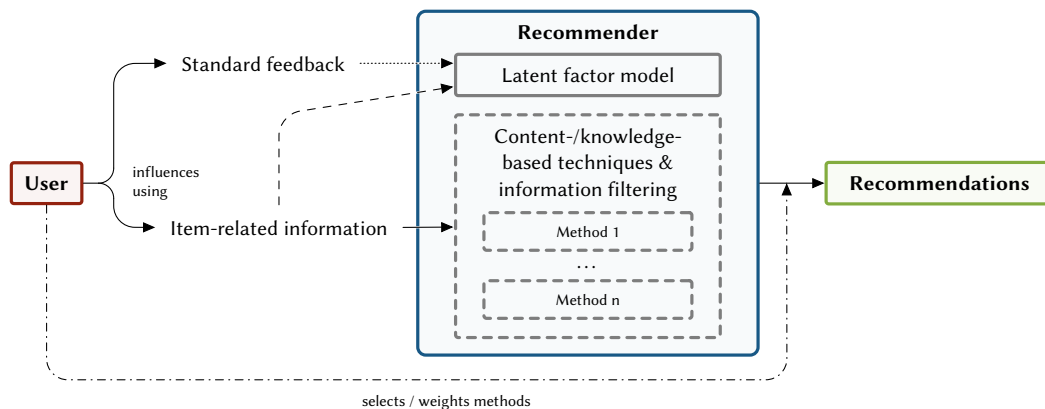 Recommender
Standard feedback
Latent factor model
Content-/knowledge-
based techniques &
information filtering
User
influences
using
Recommendations
Item-related information
Method 1
...
Method n
selects / weights methods